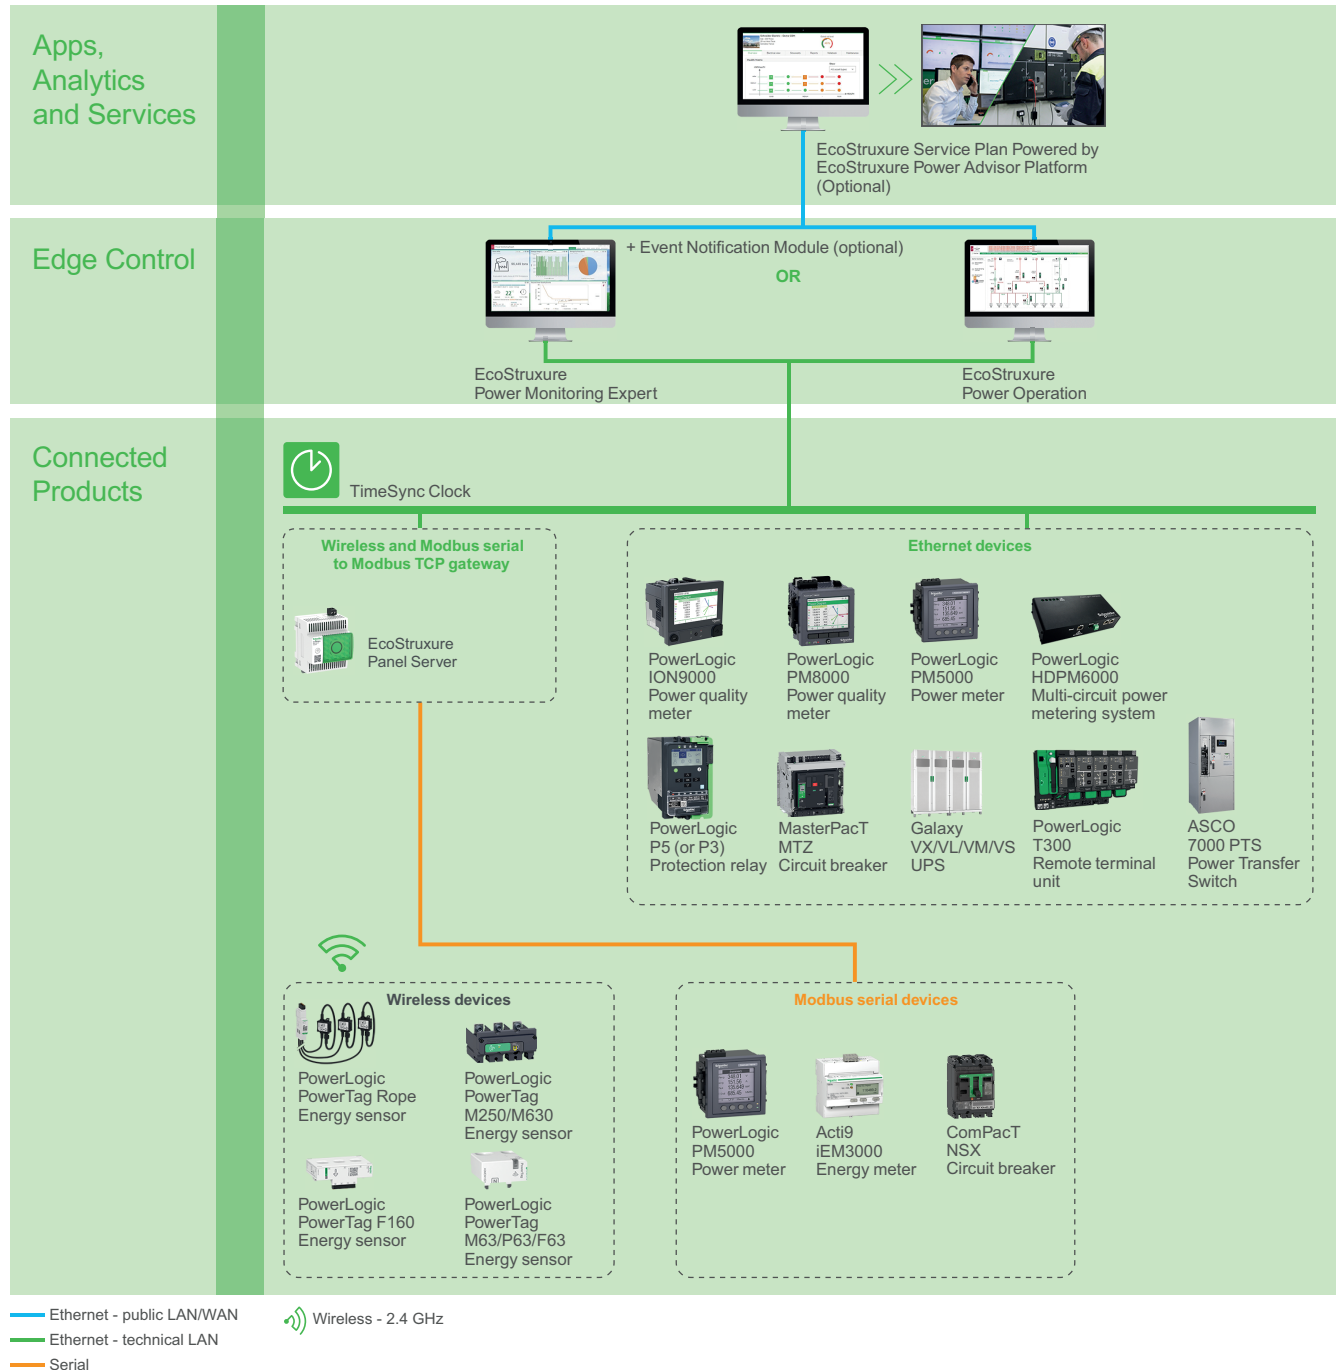 Apps,
Analytics
and Services
EcoStruxure Service Plan Powered by
EcoStruxure Power Advisor Platform
(Optional)
Edge Control
+ Event Notification Module (optional)
OR
EcoStruxure
Power Monitoring Expert
EcoStruxure
Power Operation
Connected
Products
TimeSync Clock
Wireless and Modbus serial
to Modbus TCP gateway
EcoStruxure
Panel Server
Ethernet devices
PowerLogic
ION9000
Power quality
meter
PowerLogic
PM8000
Power quality
meter
PowerLogic
PM5000
Power meter
PowerLogic
HDPM6000
Multi-circuit power
metering system
PowerLogic
P5 (or P3)
Protection relay
MasterPacT
MTZ
Circuit breaker
Galaxy
VX/VL/VM/VS
UPS
PowerLogic
T300
Remote terminal
unit
ASCO
7000 PTS
Power Transfer
Switch
Wireless devices
PowerLogic
PowerTag Rope
Energy sensor
PowerLogic
PowerTag
M250/M630
Energy sensor
PowerLogic
PowerTag F160
Energy sensor
PowerLogic
PowerTag
M63/P63/F63
Energy sensor
Modbus serial devices
PowerLogic
PM5000
Power meter
Acti9
iEM3000
Energy meter
ComPacT
NSX
Circuit breaker
Ethernet - public LAN/WAN
Ethernet - technical LAN
Serial
Wireless - 2.4 GHz